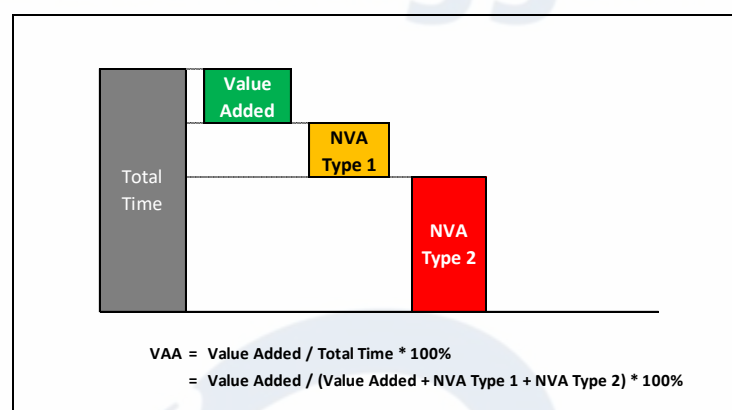 Value
Added
NVA
Type 1
Total
Time
NVA
Type 2
VAA = Value Added / Total Time * 100%
= Value Added / (Value Added + NVA Type 1 + NVA Type 2) * 100%